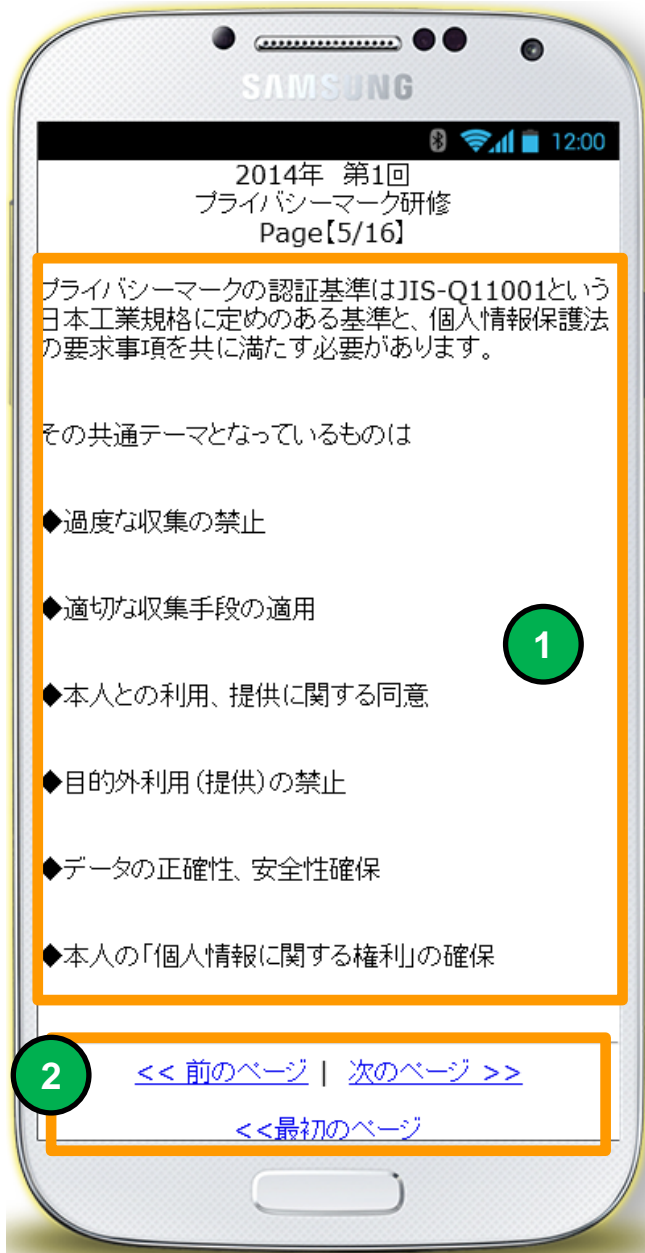 SAMSUNG
12:00
2014年 第1回
プライバシーマーク研修
Page【5/16】
プライバシーマークの認証基準はJIS-Q11001という
日本工業規格に定めのある基準と、個人情報保護法
の要求事項を共に満たす必要があります。
その共通テーマとなっているものは
◆過度な収集の禁止
◆適切な収集手段の適用
1
◆本人との利用、提供に関する同意
◆目的外利用(提供)の禁止
◆データの正確性、安全性確保
◆本人の「個人情報に関する権利」の確保
2
<< 前のページ | 次のページ >>
<<最初のページ